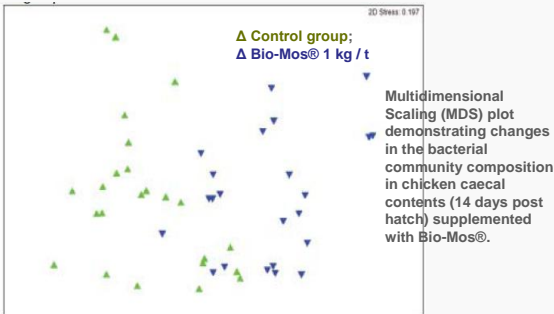 2D Stress: 0.197
Δ Control group;
Δ Bio-Mos® 1 kg / t
Multidimensional
Scaling (MDS) plot
demonstrating changes
in the bacterial
community composition
in chicken caecal
contents (14 days post
hatch) supplemented
with Bio-Mos®.